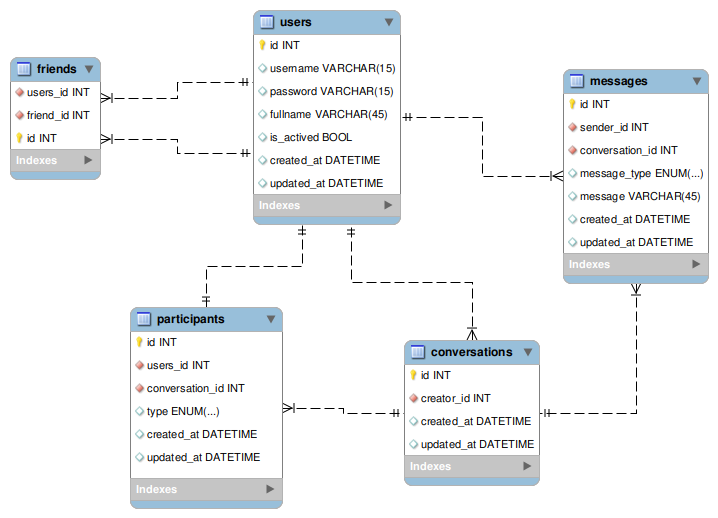 users
id INT
username VARCHAR(15)
password VARCHAR(15)
fullname VARCHAR(45)
is_actived BOOL
created_at DATETIME
updated_at DATETIME
Indexes
friends
users_id INT
friend_id INT
id INT
Indexes
messages
id INT
sender_id INT
conversation_id INT
message_type ENUM(...)
message VARCHAR(45)
created_at DATETIME
updated_at DATETIME
Indexes
participants
id INT
users_id INT
conversation_id INT
type ENUM(...)
created_at DATETIME
updated_at DATETIME
Indexes
conversations
id INT
creator_id INT
created_at DATETIME
updated_at DATETIME
Indexes